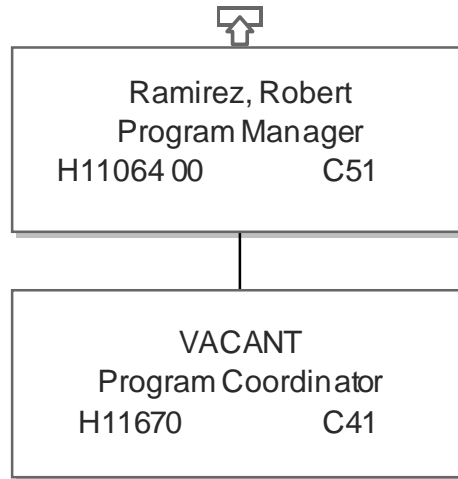 Ramirez, Robert
Program Manager
H11064 00 C51
VACANT
Program Coordinator
H11670 C41